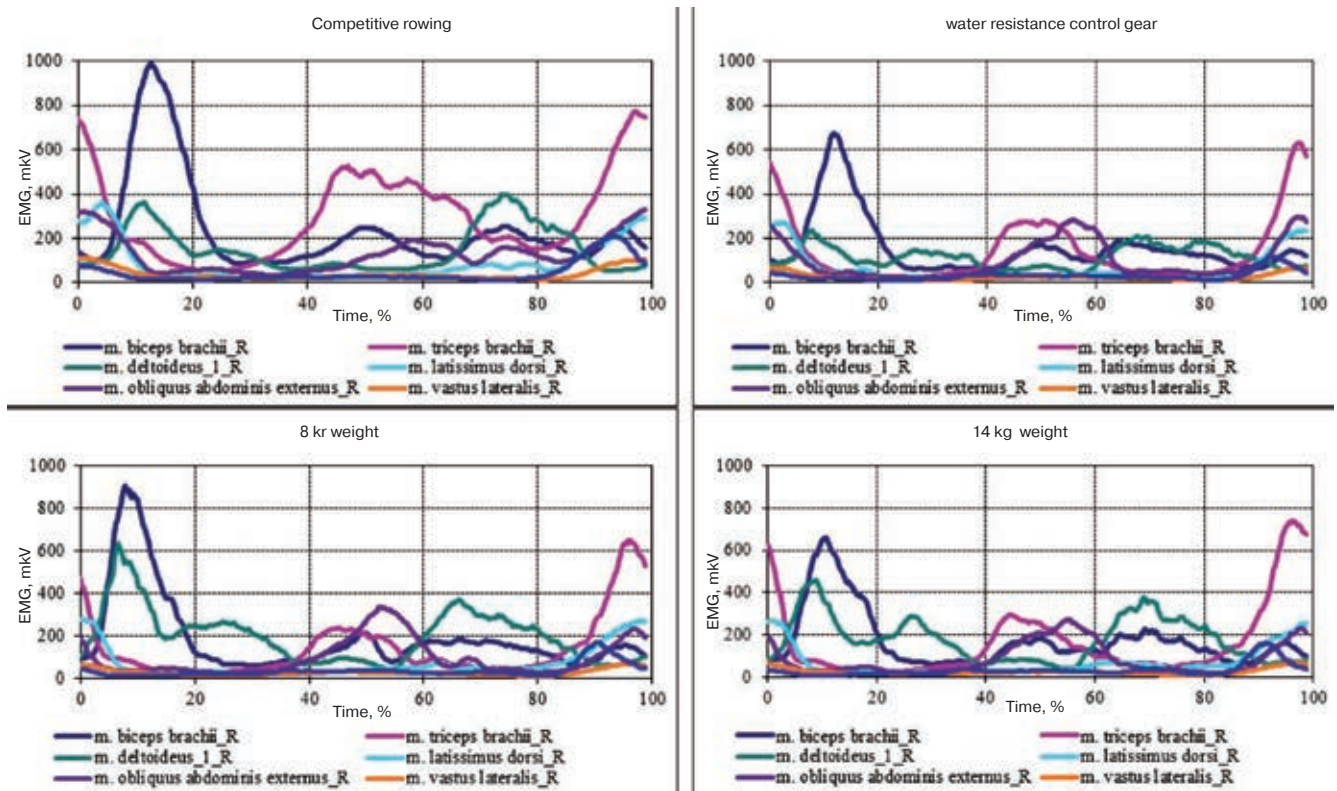 Competitive rowing
1000
800
600
400
200
0
EMG, mkV
0 20 40 60 80 100
Time, %
m. biceps brachii_R m. triceps brachii_R
m. deltoideus_1_R m. latissimus dorsi_R
m. obliquus abdominis externus_R m. vastus lateralis_R
water resistance control gear
1000
800
600
400
200
0
EMG, mkV
0 20 40 60 80 100
Time, %
m. biceps brachii_R m. triceps brachii_R
m. deltoideus_1_R m. latissimus dorsi_R
m. obliquus abdominis externus_R m. vastus lateralis_R
8 kr weight
1000
800
600
400
200
0
EMG, mkV
0 20 40 60 80 100
Time, %
m. biceps brachii_R m. triceps brachii_R
m. deltoideus_1_R m. latissimus dorsi_R
m. obliquus abdominis externus_R m. vastus lateralis_R
14 kg weight
1000
800
600
400
200
0
EMG, mkV
0 20 40 60 80 100
Time, %
m. biceps brachii_R m. triceps brachii_R
m. deltoideus_1_R m. latissimus dorsi_R
m. obliquus abdominis externus_R m. vastus lateralis_R